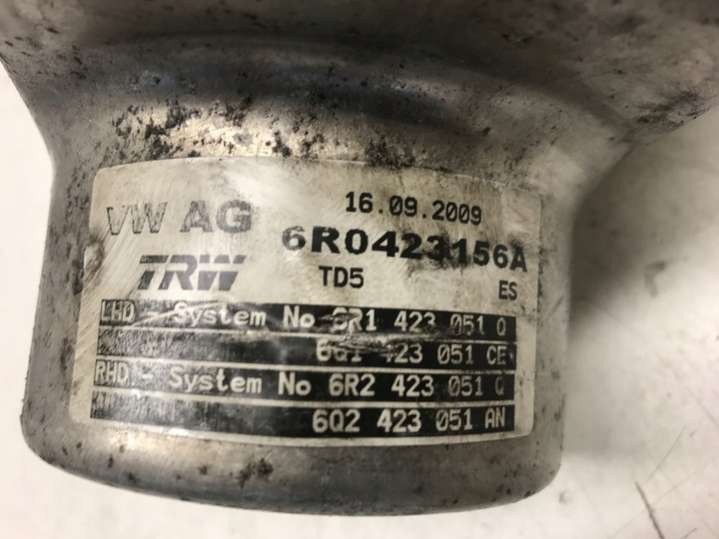 VW AG 16.09.2009
6R0423156A
TRW TD5 ES
LHD - System No 6R1 423 051 Q
6Q1 423 051 CE
RHD - System No 6R2 423 051 Q
6Q2 423 051 AN